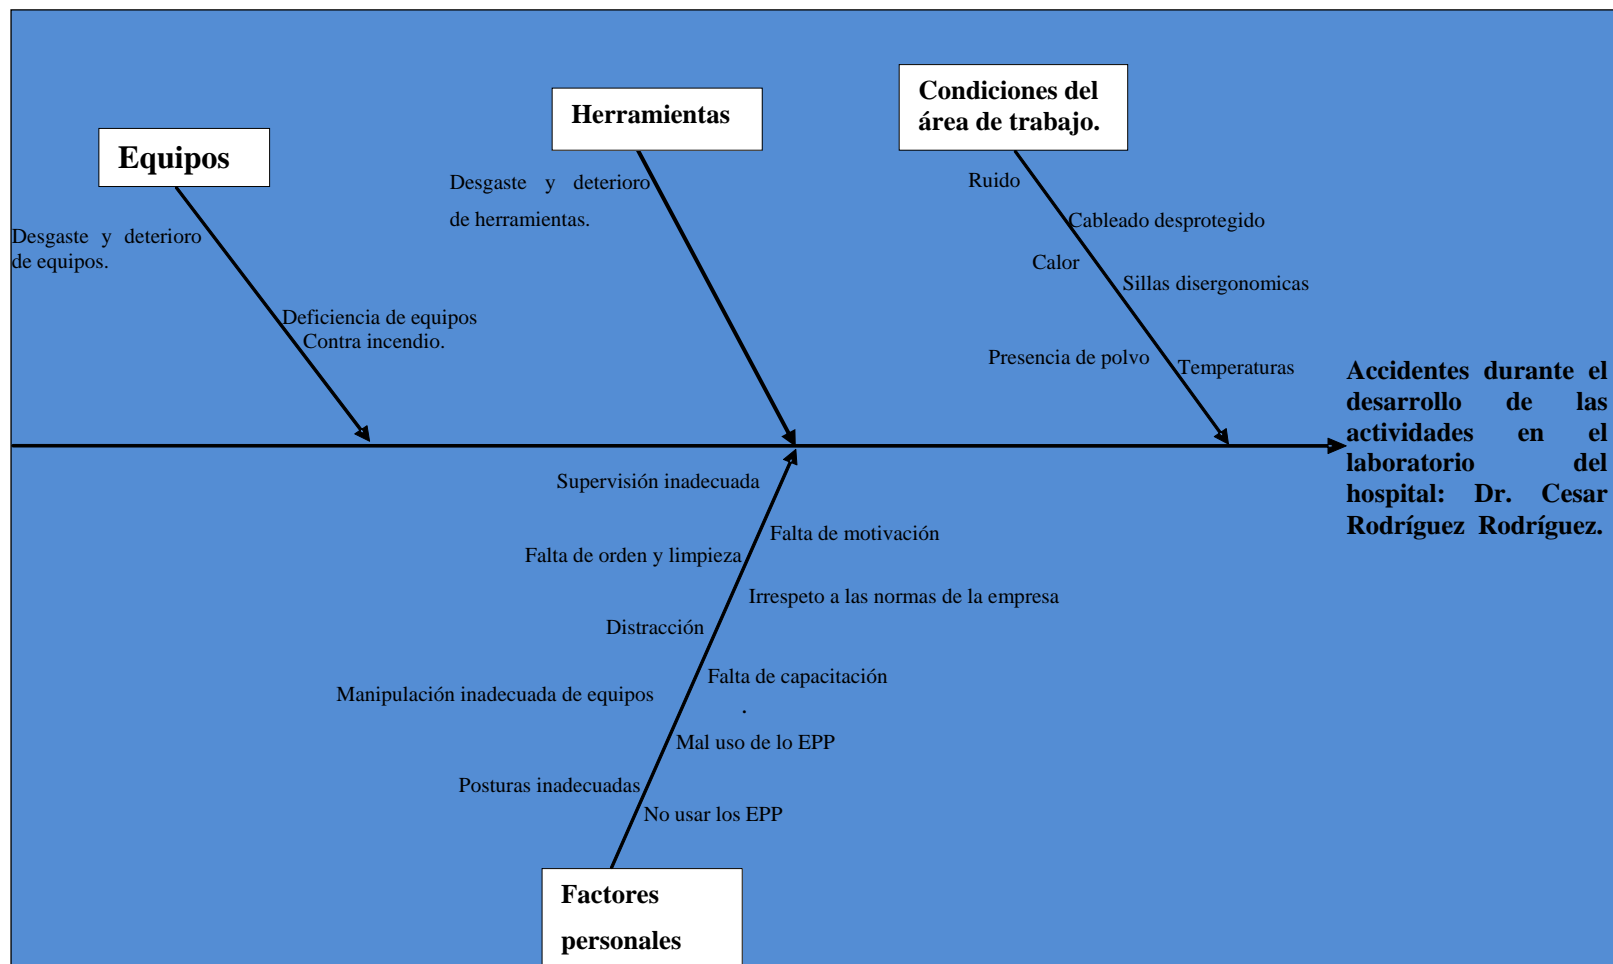 Equipos
Desgaste y deterioro
de equipos.
Deficiencia de equipos
Contra incendio.
Herramientas
Desgaste y deterioro
de herramientas.
Condiciones del
área de trabajo.
Ruido
Cableado desprotegido
Calor
Sillas disergonomicas
Presencia de polvo
Temperaturas
Accidentes durante el
desarrollo de las
actividades en el
laboratorio del
hospital: Dr. Cesar
Rodríguez Rodríguez.
Supervisión inadecuada
Falta de motivación
Falta de orden y limpieza
Irrespeto a las normas de la empresa
Distracción
Falta de capacitación
.
Manipulación inadecuada de equipos
Mal uso de lo EPP
Posturas inadecuadas
No usar los EPP
Factores
personales